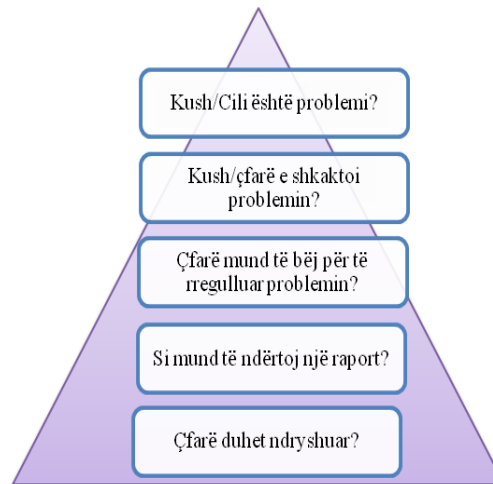 Kush/Cili është problemi?
Kush/çfarë e shkaktoi
problemin?
Çfarë mund të bëj për të
rregulluar problemin?
Si mund të ndërtoj një raport?
Çfarë duhet ndryshuar?